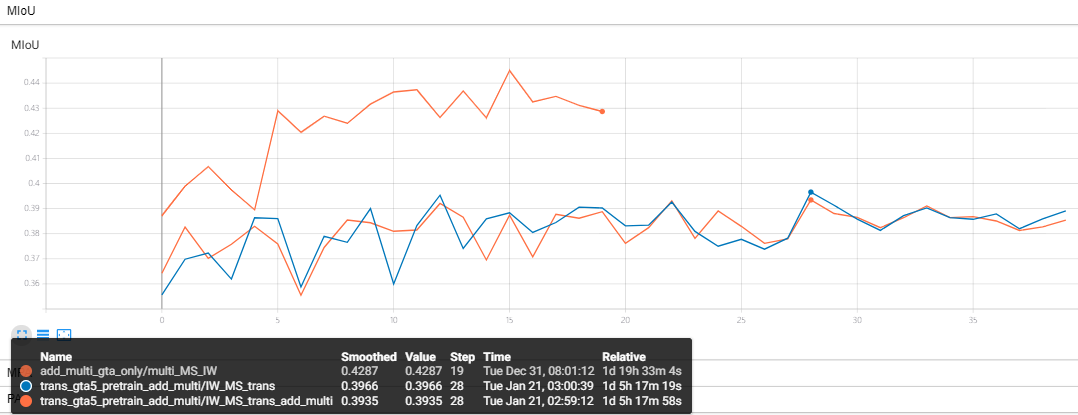 MIoU
MIoU
0.44
0.43
0.42
0.41
0.4
0.39
0.38
0.37
0.36
0 5 10 15 20 25 30 35
Name Smoothed Value Step Time Relative
add_multi_gta_only/multi_MS_IW 0.4287 0.4287 19 Tue Dec 31, 08:01:12 1d 19h 33m 4s
trans_gta5_pretrain_add_multi/IW_MS_trans 0.3966 0.3966 28 Tue Jan 21, 03:00:39 1d 5h 17m 19s
trans_gta5_pretrain_add_multi/IW_MS_trans_add_multi 0.3935 0.3935 28 Tue Jan 21, 02:59:12 1d 5h 17m 58s